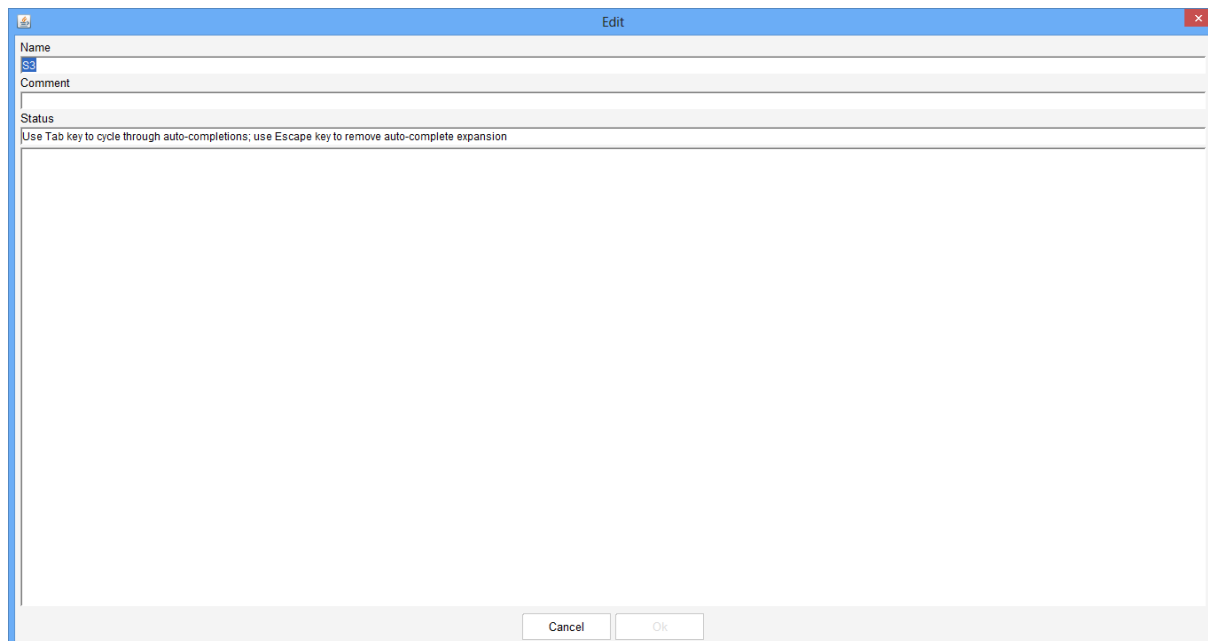 Edit
Name
S3
Comment
Status
Use Tab key to cycle through auto-completions; use Escape key to remove auto-complete expansion
Cancel
Ok